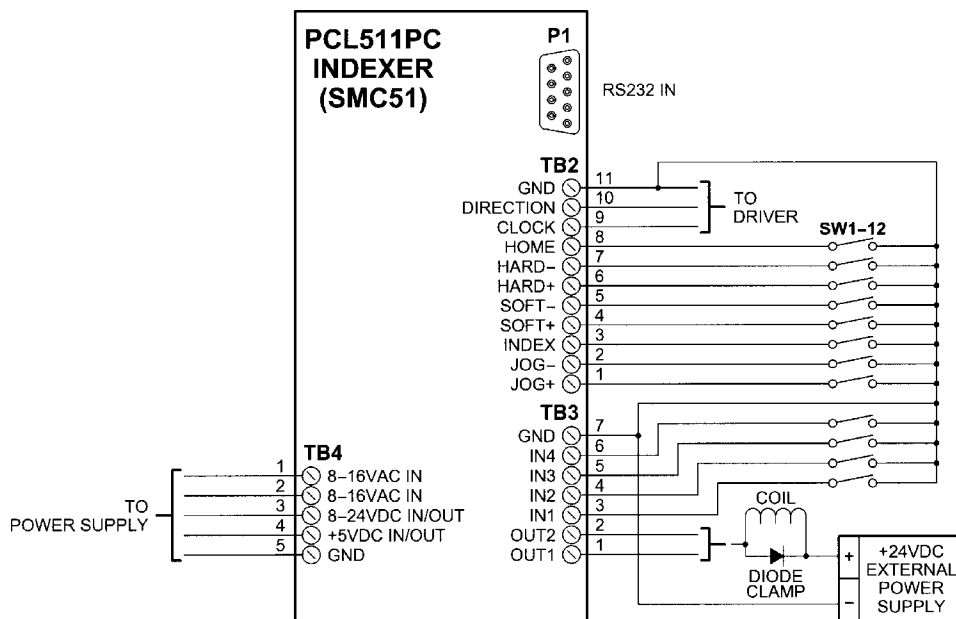 PCL511PC
INDEXER
(SMC51)
P1
RS232 IN
TB2
GND 11
DIRECTION 10
CLOCK 9
TO
DRIVER
HOME 8
SW1-12
HARD- 7
HARD+ 6
SOFT- 5
SOFT+ 4
INDEX 3
JOG- 2
JOG+ 1
TB3
GND 7
IN4 6
IN3 5
IN2 4
IN1 3
OUT2 2
OUT1 1
TB4
1 8-16VAC IN
2 8-16VAC IN
3 8-24VDC IN/OUT
4 +5VDC IN/OUT
5 GND
TO
POWER SUPPLY
COIL
DIODE
CLAMP
+
−
+24VDC
EXTERNAL
POWER
SUPPLY